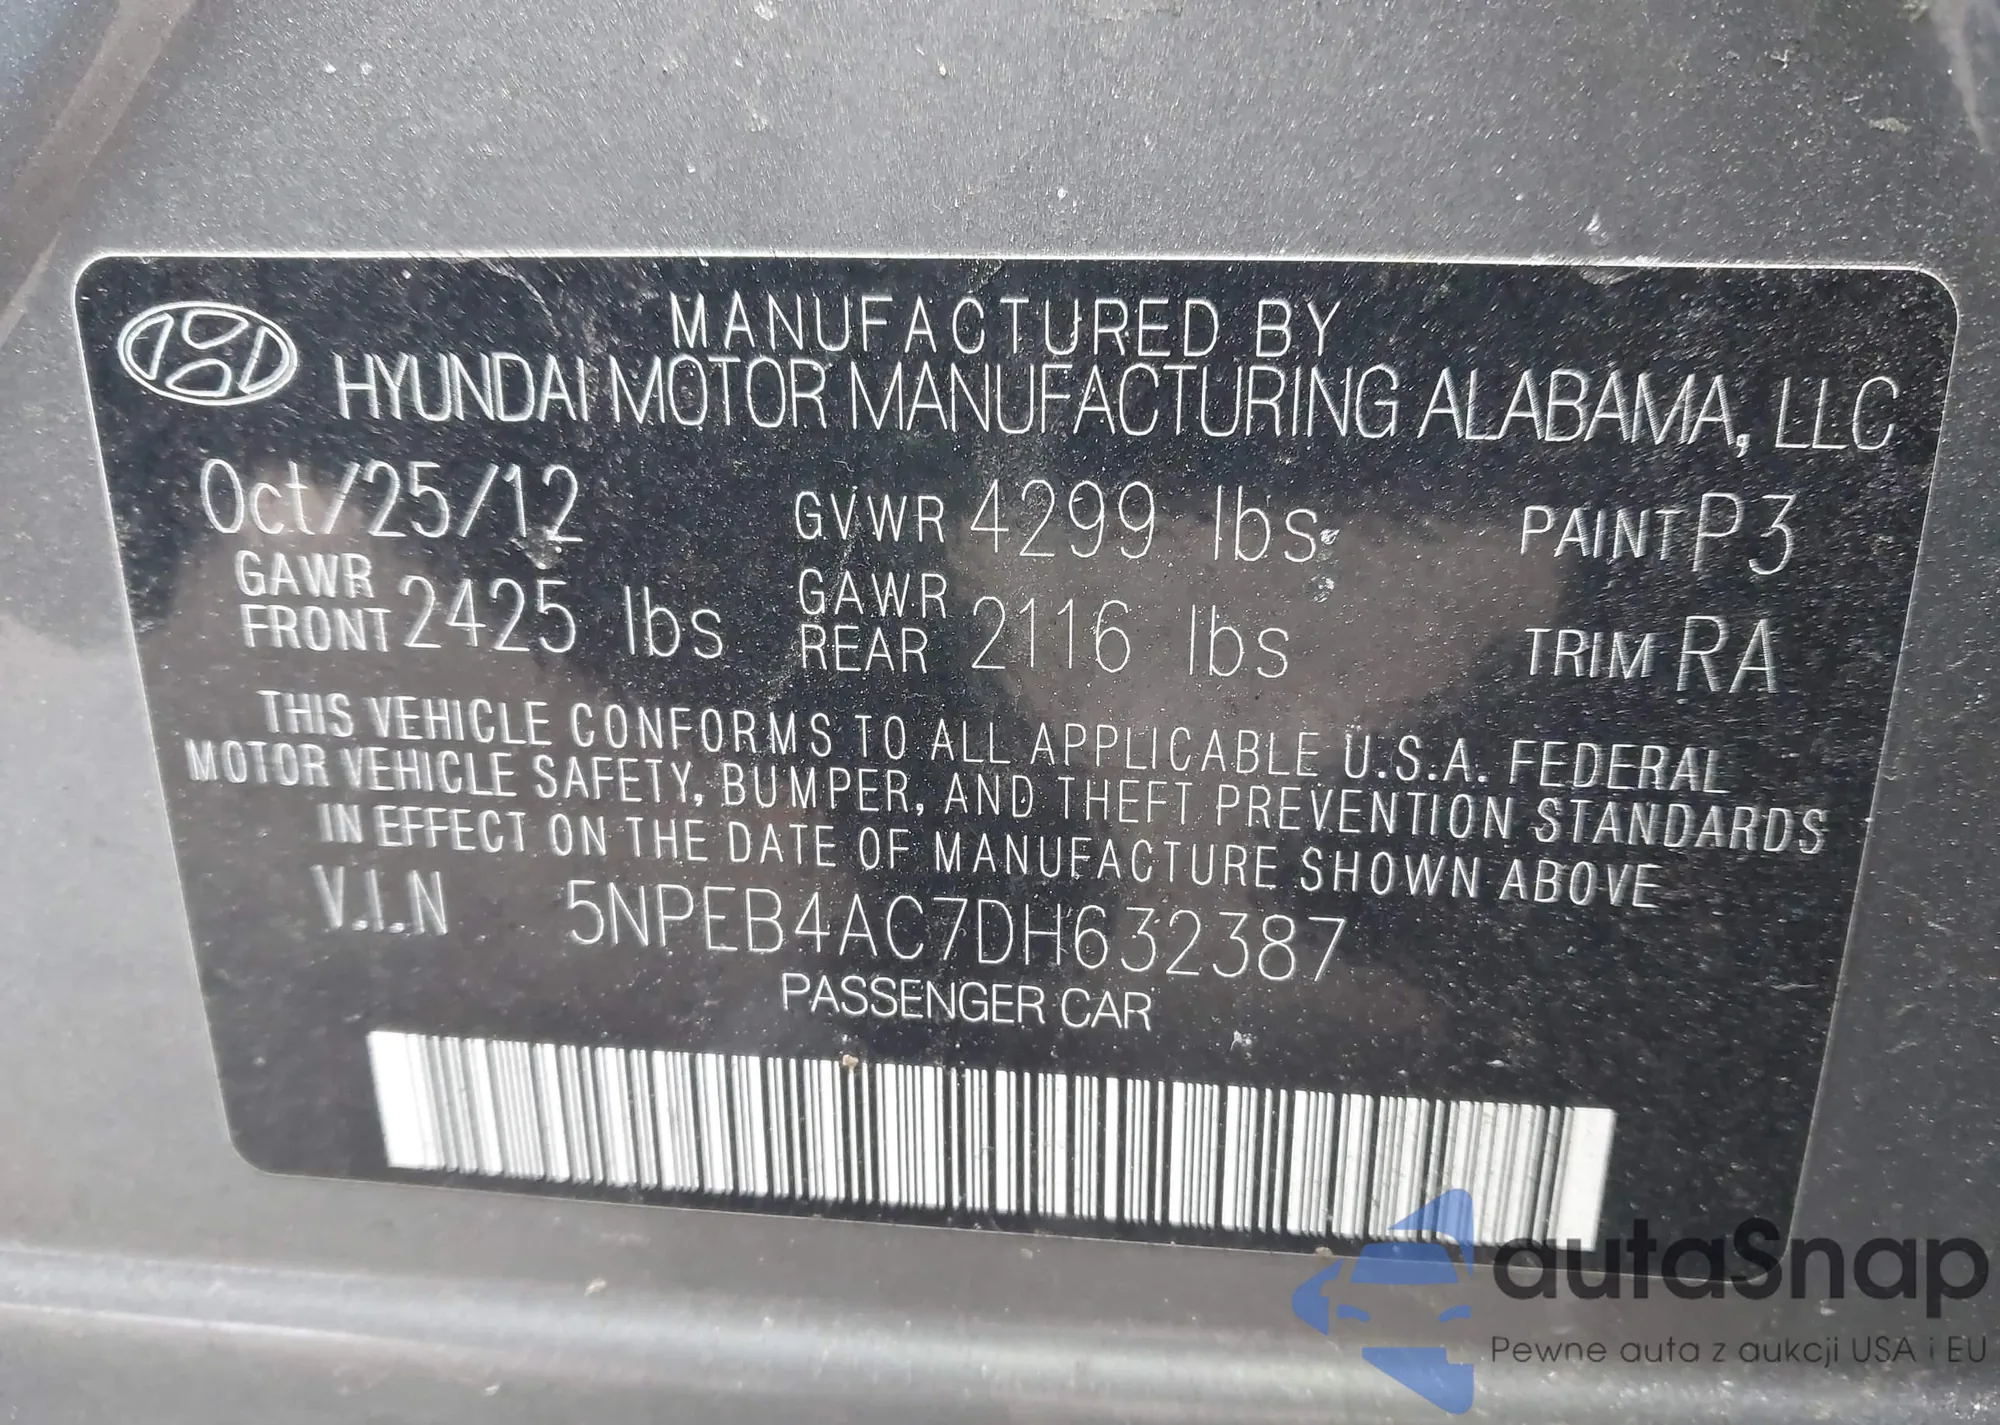 MANUFACTURED BY
HYUNDAI MOTOR MANUFACTURING ALABAMA, LLC
Oct/25/12 GVWR 4299 lbs PAINT P3
GAWR FRONT 2425 lbs GAWR REAR 2116 lbs TRIM RA
THIS VEHICLE CONFORMS TO ALL APPLICABLE U.S.A. FEDERAL
MOTOR VEHICLE SAFETY, BUMPER, AND THEFT PREVENTION STANDARDS
IN EFFECT ON THE DATE OF MANUFACTURE SHOWN ABOVE
V.I.N 5NPEB4AC7DH632387
PASSENGER CAR
autaSnap
Pewne auta z aukcji USA i EU